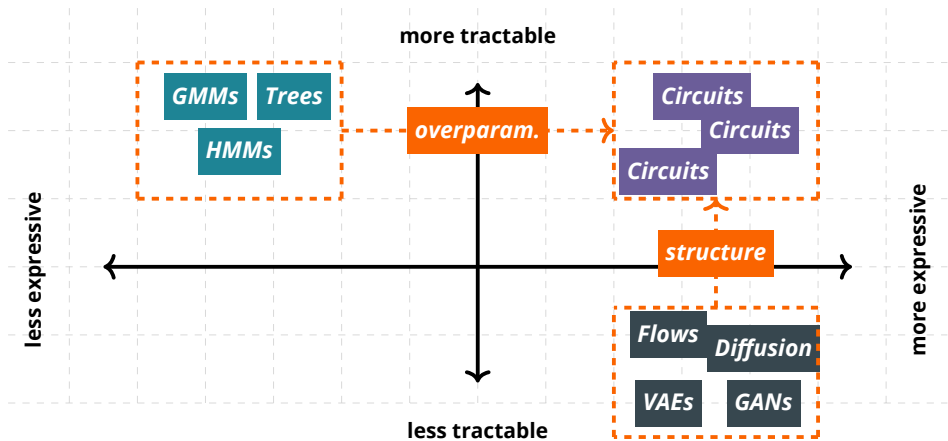 more tractable
GMMs
Trees
HMMs
overparam.
Circuits
Circuits
Circuits
less expressive
more expressive
structure
Flows
Diffusion
VAEs
GANs
less tractable